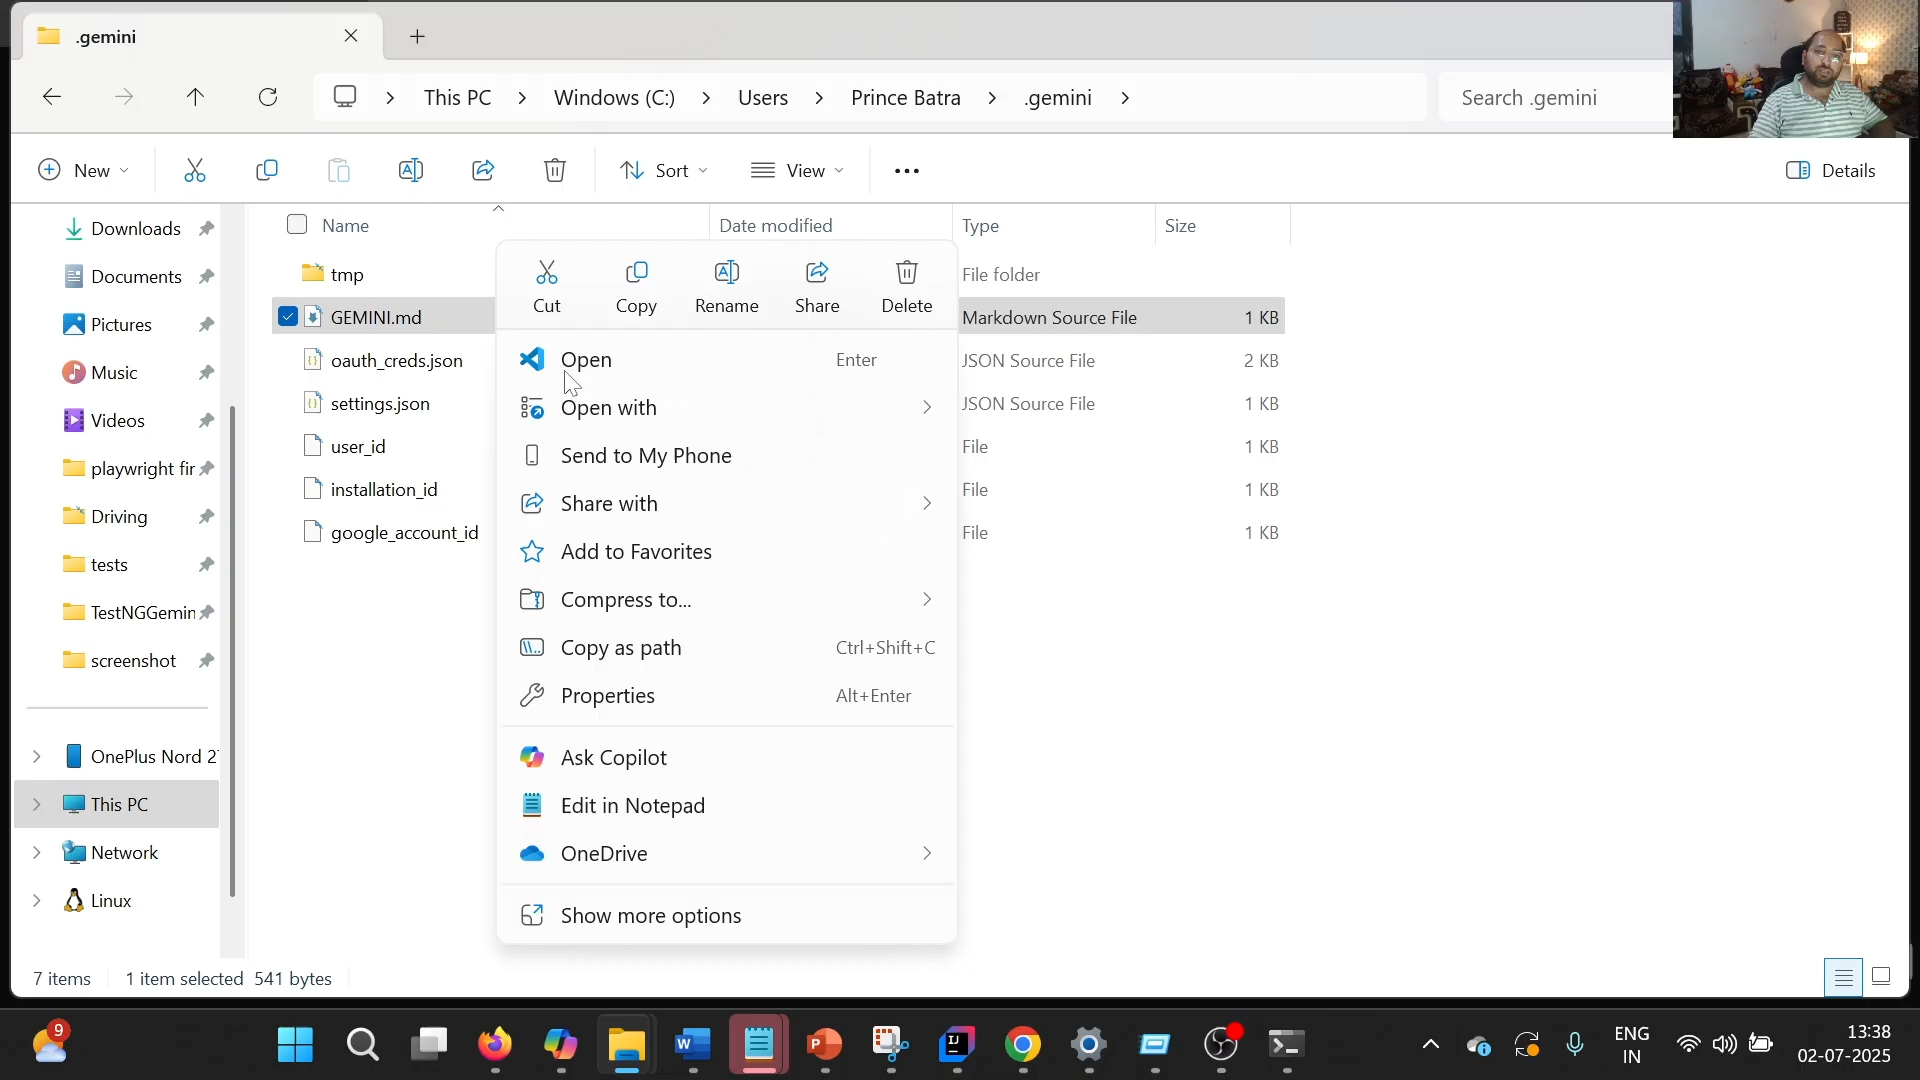 .gemini
This PC
Windows (C:)
Users
Prince Batra
.gemini
Search .gemini
New
Sort
View
Details
Downloads
Documents
Pictures
Music
Videos
playwright fir
Driving
tests
TestNGGemin
screenshot
OnePlus Nord 2
This PC
Network
Linux
Name
Date modified
Type
Size
tmp
File folder
GEMINI.md
Markdown Source File
1 KB
oauth_creds.json
JSON Source File
2 KB
settings.json
JSON Source File
1 KB
user_id
File
1 KB
installation_id
File
1 KB
google_account_id
File
1 KB
Cut
Copy
Rename
Share
Delete
Open
Enter
Open with
Send to My Phone
Share with
Add to Favorites
Compress to...
Copy as path
Ctrl+Shift+C
Properties
Alt+Enter
Ask Copilot
Edit in Notepad
OneDrive
Show more options
7 items
1 item selected 541 bytes
9
ENG
IN
13:38
02-07-2025